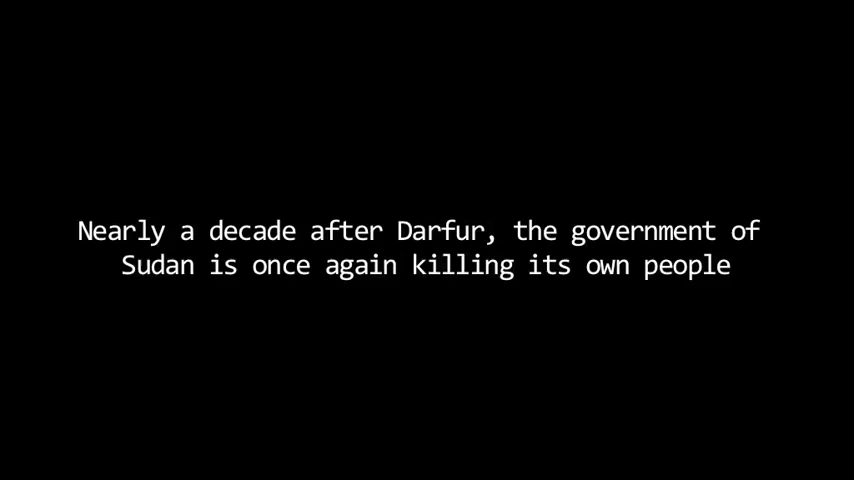 Nearly a decade after Darfur, the government of
Sudan is once again killing its own people